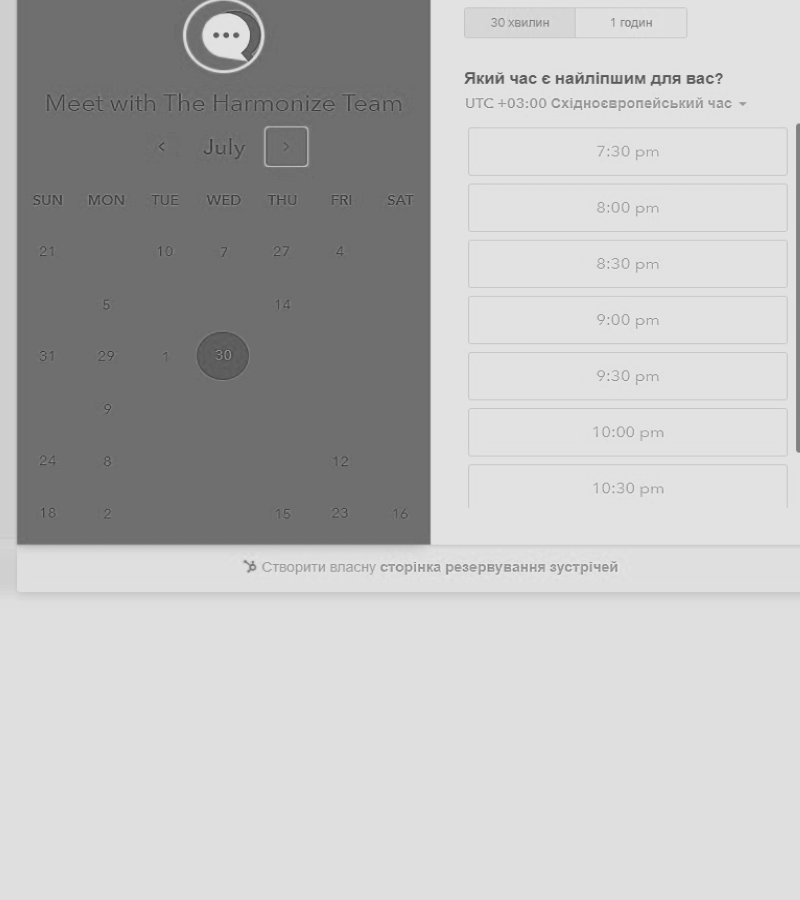 Meet with The Harmonize Team
July
SUN MON TUE WED THU FRI SAT
21 10 7 27 4
5 14
31 29 1 30
9
24 8 12
18 2 15 23 16
30 хвилин 1 годин
Який час є найліпшим для вас?
UTC +03:00 Східноєвропейський час
7:30 pm
8:00 pm
8:30 pm
9:00 pm
9:30 pm
10:00 pm
10:30 pm
Створити власну сторінка резервування зустрічей